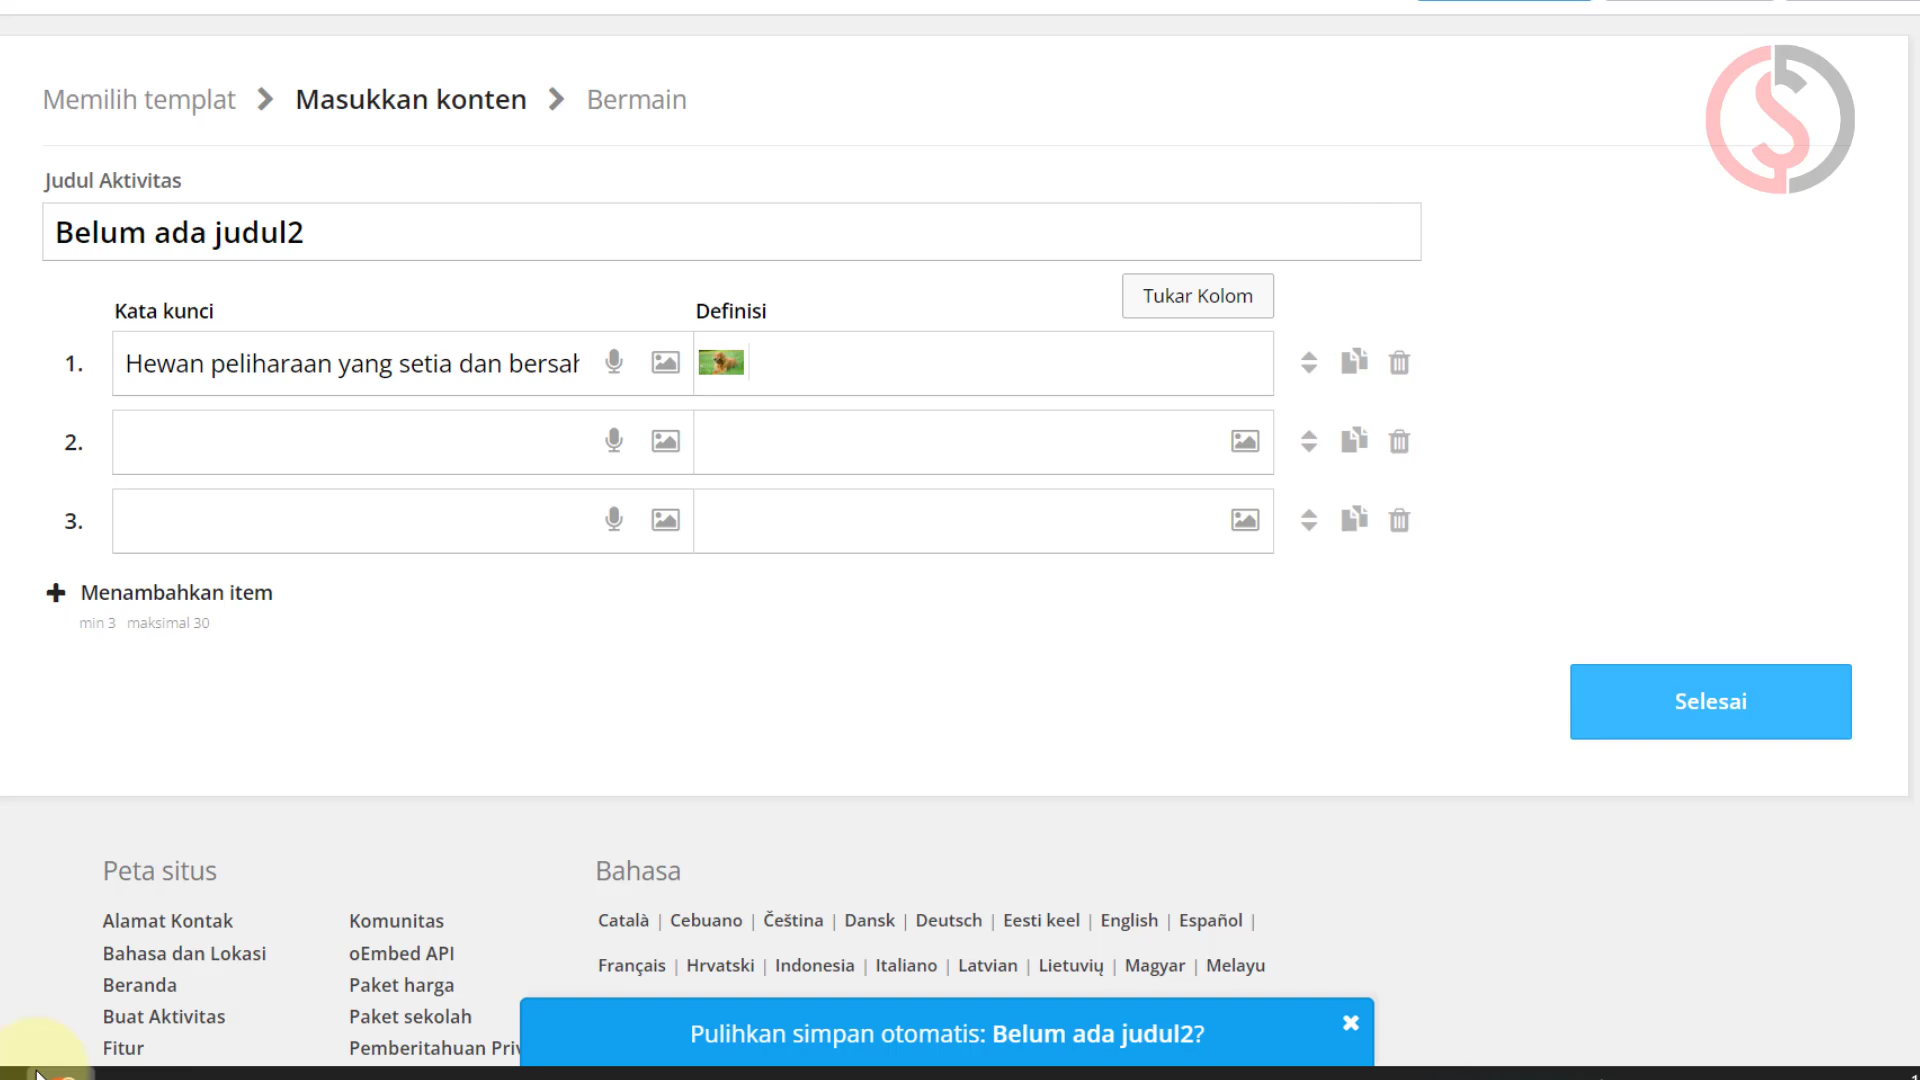 Memilih templat > Masukkan konten > Bermain
Judul Aktivitas
Belum ada judul2
Kata kunci Definisi Tukar Kolom
1. Hewan peliharaan yang setia dan bersah
2.
3.
Menambahkan item
min 3 maksimal 30
Selesai
Peta situs
Alamat Kontak
Bahasa dan Lokasi
Beranda
Buat Aktivitas
Fitur
Komunitas
oEmbed API
Paket harga
Paket sekolah
Pemberitahuan Priv
Bahasa
Català | Cebuano | Čeština | Dansk | Deutsch | Eesti keel | English | Español |
Français | Hrvatski | Indonesia | Italiano | Latvian | Lietuvių | Magyar | Melayu
Pulihkan simpan otomatis: Belum ada judul2?